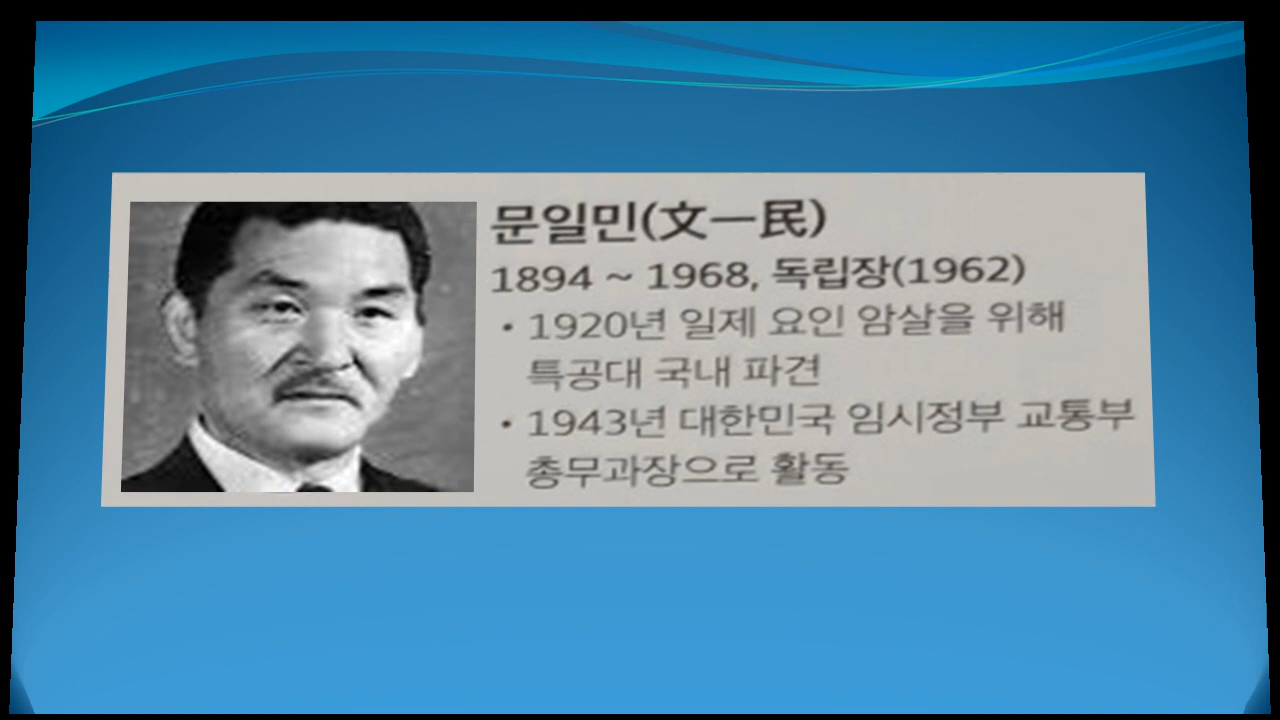 문일민(文一民)
1894 ~ 1968, 독립장(1962)
• 1920년 일제 요인 암살을 위해
특공대 국내 파견
• 1943년 대한민국 임시정부 교통부
총무과장으로 활동